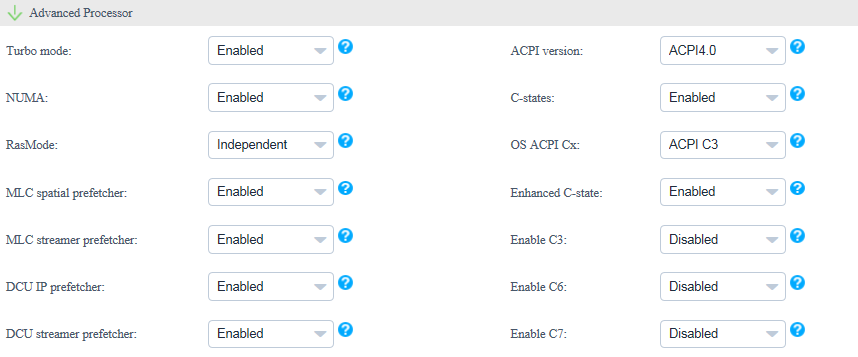 Advanced Processor
Turbo mode: Enabled ? ACPI version: ACPI4.0 ?
NUMA: Enabled ? C-states: Enabled ?
RasMode: Independent ? OS ACPI Cx: ACPI C3 ?
MLC spatial prefetcher: Enabled ? Enhanced C-state: Enabled ?
MLC streamer prefetcher: Enabled ? Enable C3: Disabled ?
DCU IP prefetcher: Enabled ? Enable C6: Disabled ?
DCU streamer prefetcher: Enabled ? Enable C7: Disabled ?